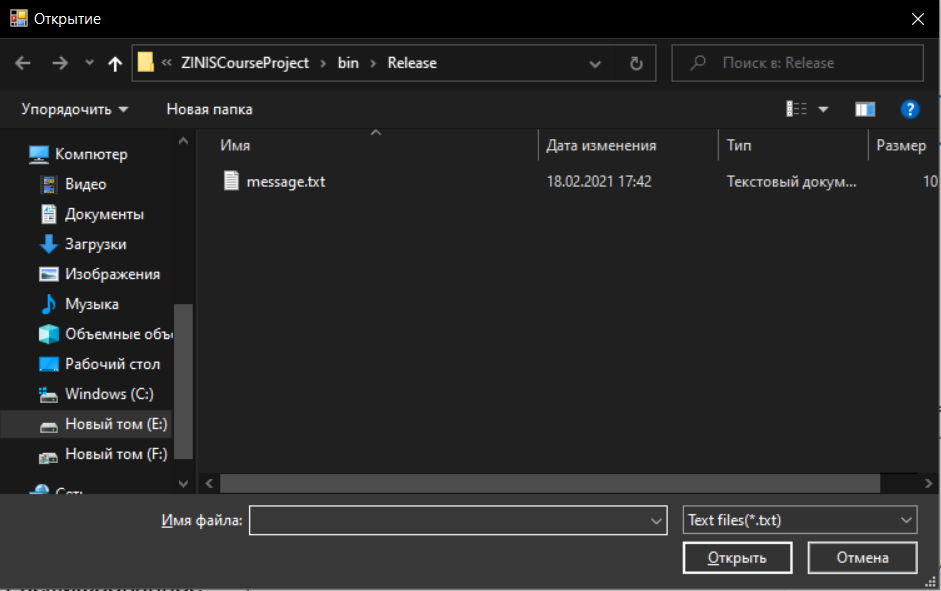 Открытие
« ZINISCourseProject › bin › Release
Поиск в: Release
Упорядочить
Новая папка
?
Имя
Дата изменения
Тип
Размер
message.txt
18.02.2021 17:42
Текстовый докум...
10
Компьютер
Видео
Документы
Загрузки
Изображения
Музыка
Объемные объ
Рабочий стол
Windows (C:)
Новый том (E:)
Новый том (F:)
Сеть
Имя файла:
Text files(*.txt)
Открыть
Отмена